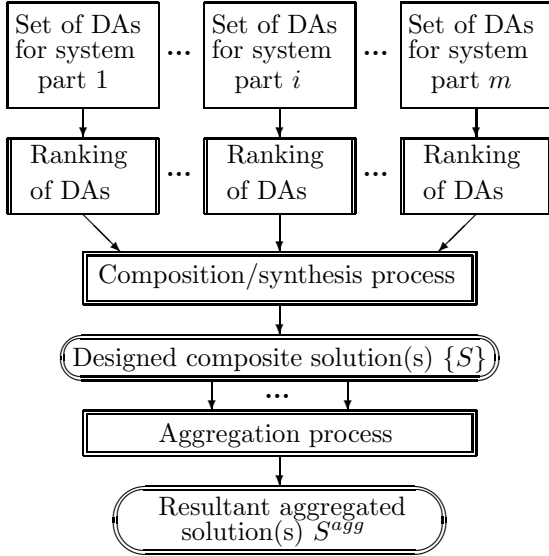 Set of DAs
for system
part 1
...
Set of DAs
for system
part i
...
Set of DAs
for system
part m
Ranking
of DAs
...
Ranking
of DAs
...
Ranking
of DAs
Composition/synthesis process
Designed composite solution(s) {S}
...
Aggregation process
Resultant aggregated
solution(s) S^{agg}